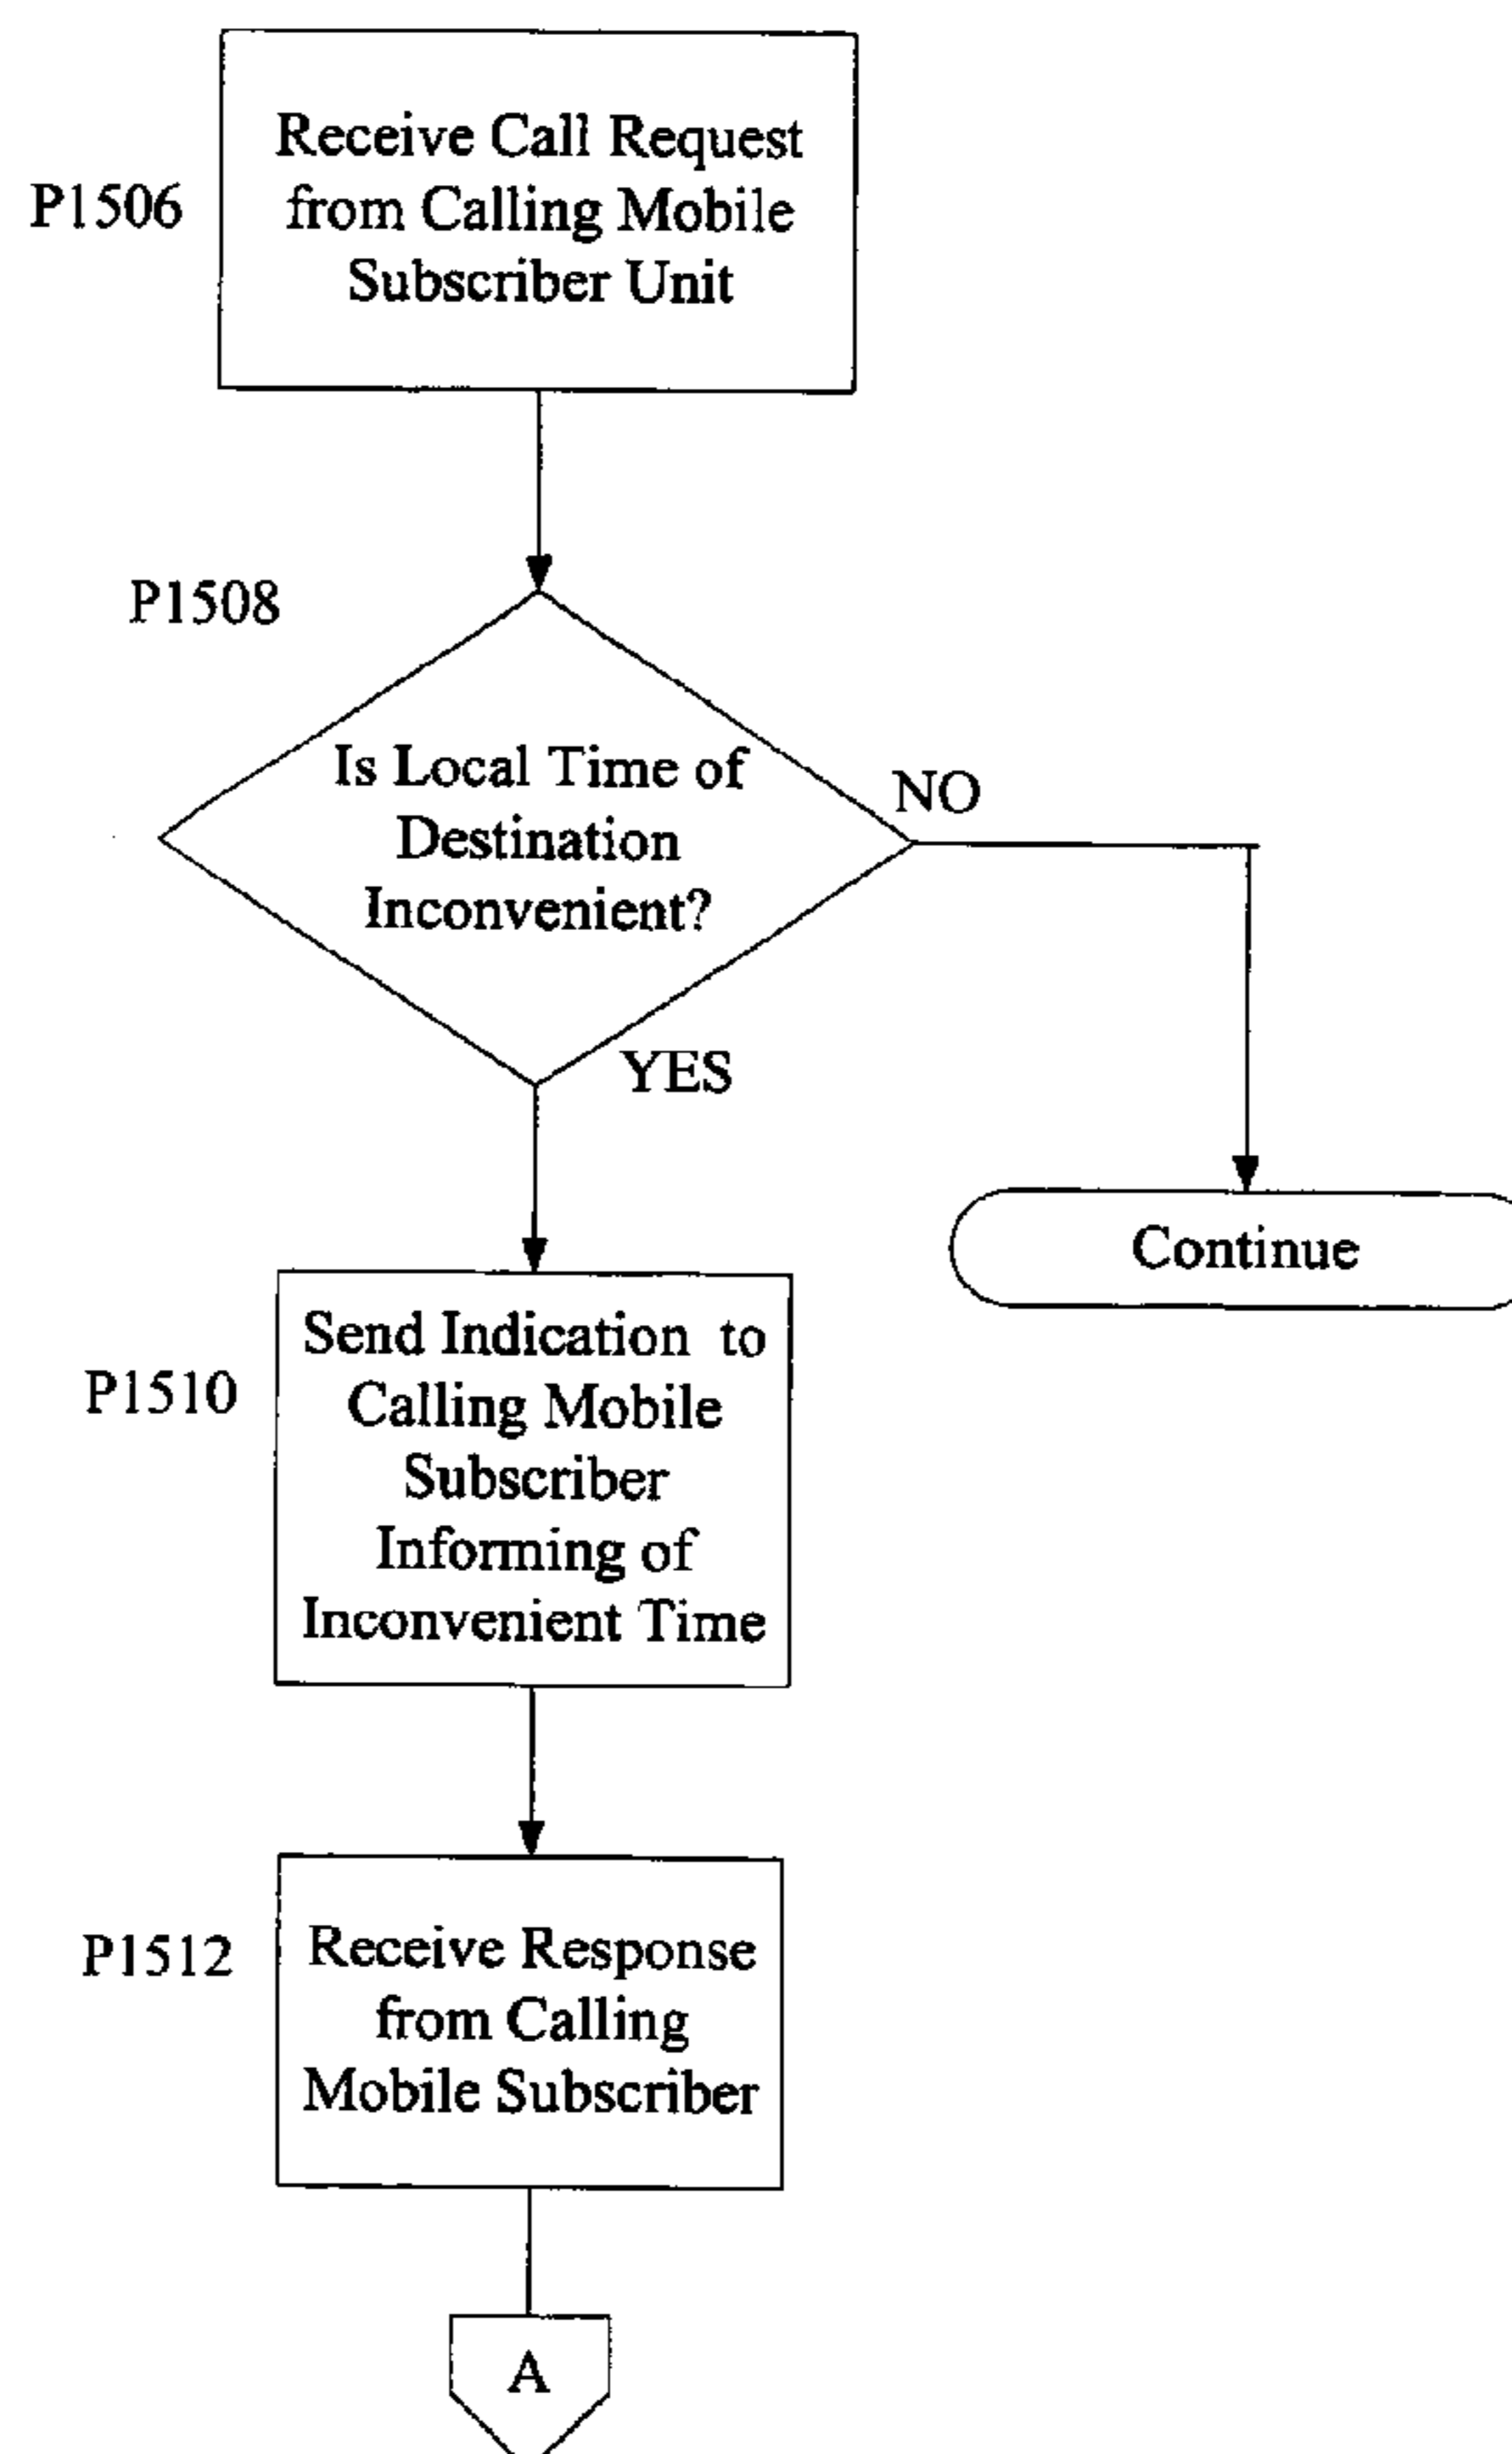 Receive Call Request
from Calling Mobile
Subscriber Unit
P1506
P1508
Is Local Time of
Destination
Inconvenient?
NO
YES
Continue
Send Indication to
Calling Mobile
Subscriber
Informing of
Inconvenient Time
P1510
Receive Response
from Calling
Mobile Subscriber
P1512
A